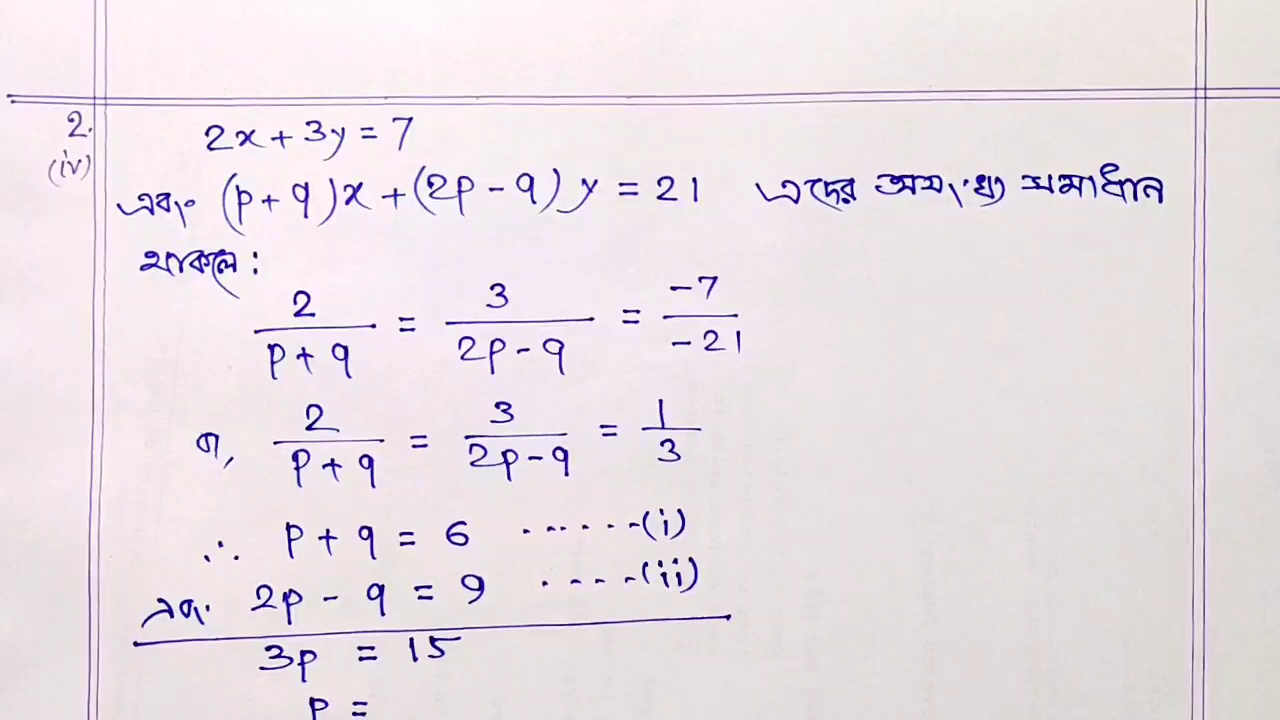 2.
(iv)
2x + 3y = 7
এবং (p + q)x + (2p - q)y = 21 এদের অসংখ্য সমাধান
থাকলে :
2/(p + q) = 3/(2p - q) = -7/-21
বা, 2/(p + q) = 3/(2p - q) = 1/3
∴ p + q = 6 ······(i)
এবং 2p - q = 9 ····(ii)
3p = 15
p =